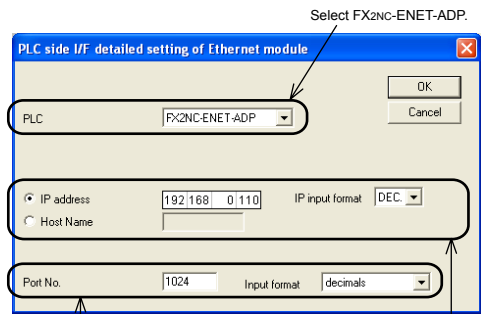 Select FX2NC-ENET-ADP.
PLC side I/F detailed setting of Ethernet module
OK
PLC FX2NC-ENET-ADP Cancel
IP address 192 168 0 110 IP input format DEC.
Host Name
Port No. 1024 Input format decimals